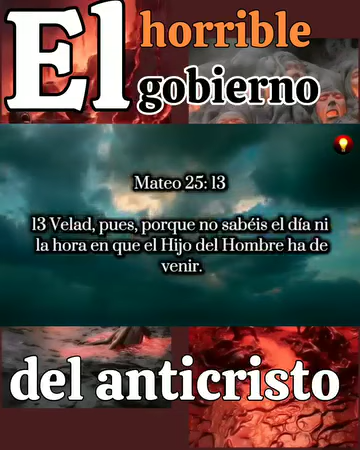 El horrible
gobierno
Mateo 25:13
13 Velad, pues, porque no sabéis el día ni
la hora en que el Hijo del Hombre ha de
venir.
del anticristo